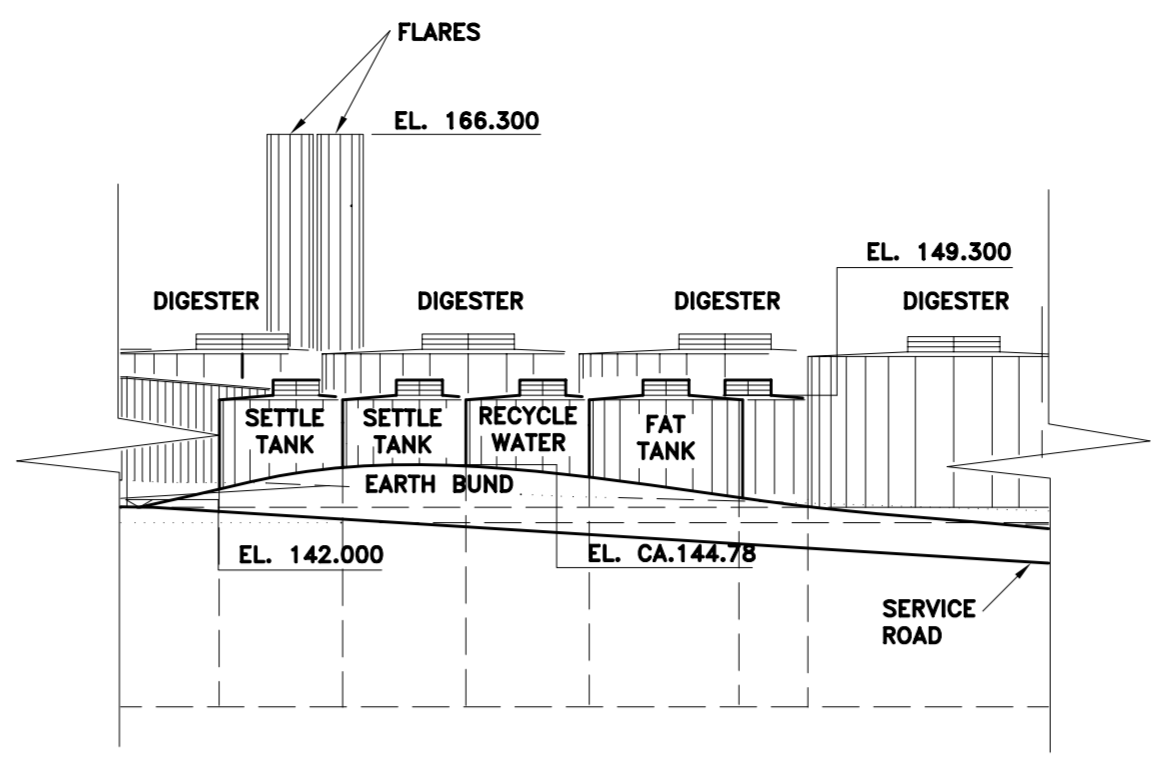 FLARES
EL. 166.300
EL. 149.300
DIGESTER
DIGESTER
DIGESTER
DIGESTER
SETTLE
TANK
SETTLE
TANK
RECYCLE
WATER
FAT
TANK
EARTH BUND
EL. 142.000
EL. CA.144.78
SERVICE
ROAD